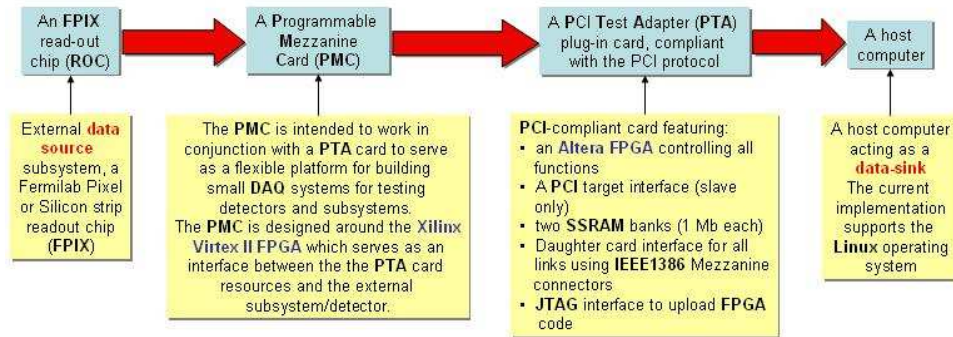 An FPIX
read-out
chip (ROC)
A Programmable
Mezzanine
Card (PMC)
A PCI Test Adapter (PTA)
plug-in card, compliant
with the PCI protocol
A host
computer
External data
source
subsystem, a
Fermilab Pixel
or Silicon strip
readout chip
(FPIX)
The PMC is intended to work in
conjunction with a PTA card to serve
as a flexible platform for building
small DAQ systems for testing
detectors and subsystems.
The PMC is designed around the Xilinx
Virtex II FPGA which serves as an
interface between the the PTA card
resources and the external
subsystem/detector.
PCI-compliant card featuring:
▪ an Altera FPGA controlling all
functions
▪ A PCI target interface (slave
only)
▪ two SSRAM banks (1 Mb each)
▪ Daughter card interface for all
links using IEEE1386 Mezzanine
connectors
▪ JTAG interface to upload FPGA
code
A host computer
acting as a
data-sink
The current
implementation
supports the
Linux operating
system